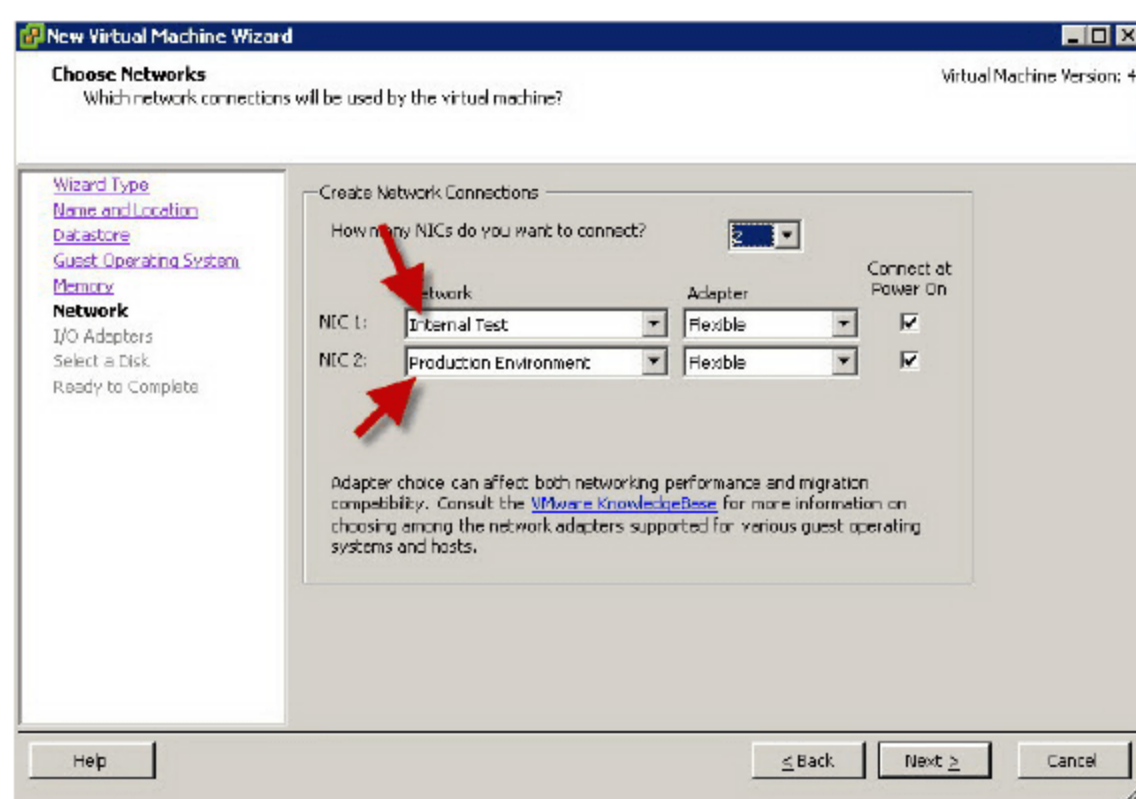 New Virtual Machine Wizard
Choose Networks
Which network connections will be used by the virtual machine?
Virtual Machine Version: 4
Wizard Type
Name and Location
Datastore
Guest Operating System
Memory
Network
I/O Adapters
Select a Disk
Ready to Complete
Create Network Connections
How many NICs do you want to connect?
2
Connect at
Power On
Network
Adapter
NIC 1:
Internal Test
Flexible
NIC 2:
Production Environment
Flexible
Adapter choice can affect both networking performance and migration
compatibility. Consult the VMware KnowledgeBase for more information on
choosing among the network adapters supported for various guest operating
systems and hosts.
Help
≤ Back
Next ≥
Cancel